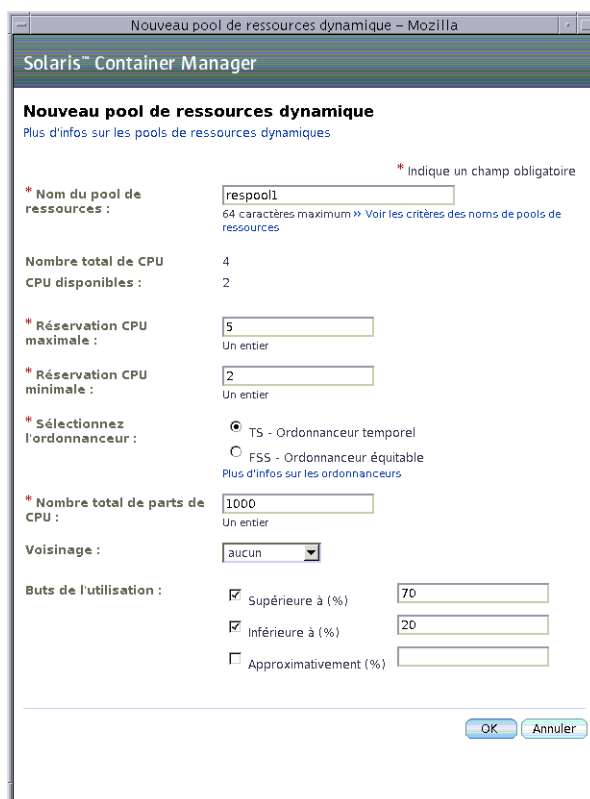 Nouveau pool de ressources dynamique – Mozilla
Solaris™ Container Manager
Nouveau pool de ressources dynamique
Plus d'infos sur les pools de ressources dynamiques
* Indique un champ obligatoire
* Nom du pool de
ressources :
respool1
64 caractères maximum » Voir les critères des noms de pools de
ressources
Nombre total de CPU
4
CPU disponibles :
2
* Réservation CPU
maximale :
5
Un entier
* Réservation CPU
minimale :
2
Un entier
* Sélectionnez
l'ordonnanceur :
TS - Ordonnanceur temporel
FSS - Ordonnanceur équitable
Plus d'infos sur les ordonnanceurs
* Nombre total de parts de
CPU :
1000
Un entier
Voisinage :
aucun
Buts de l'utilisation :
Supérieure à (%)
70
Inférieure à (%)
20
Approximativement (%)
OK
Annuler